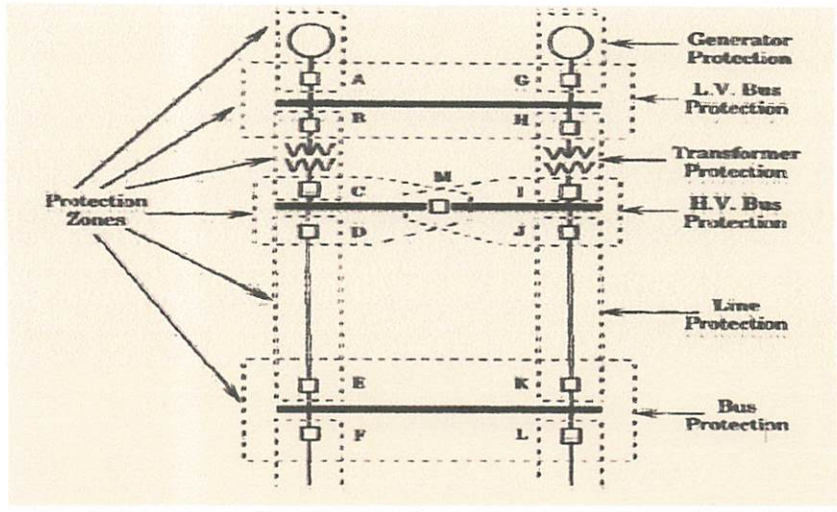 Generator
Protection
A
G
L.V. Bus
Protection
B
H
Transformer
Protection
M
C
I
Protection
Zones
H.V. Bus
Protection
D
J
Line
Protection
E
K
Bus
Protection
F
L